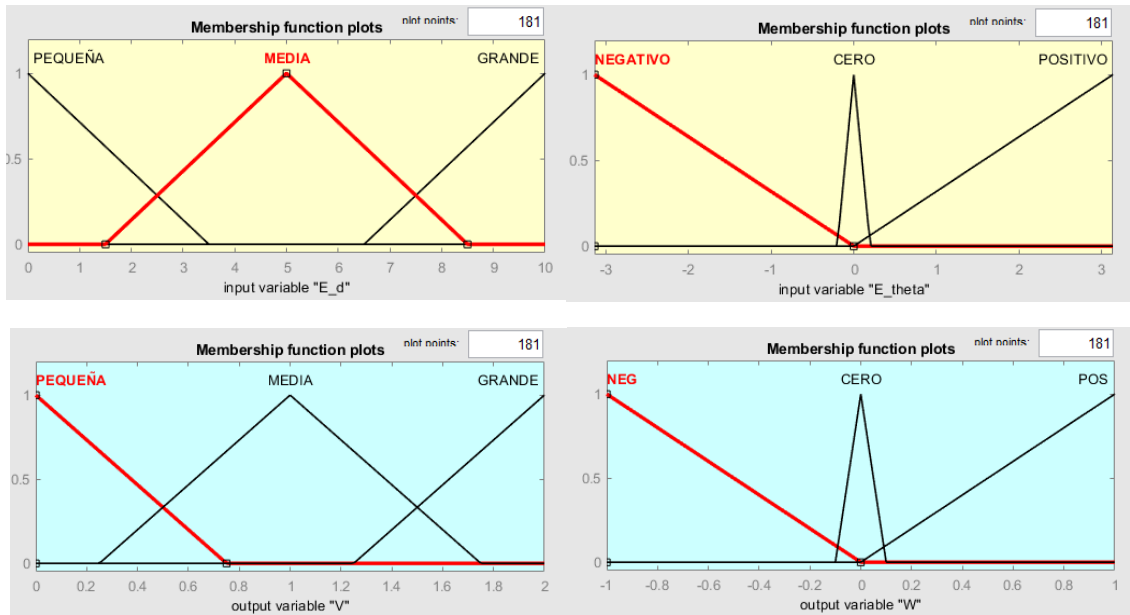 Membership function plots
plot points:
181
PEQUEÑA
MEDIA
GRANDE
1
0.5
0
0 1 2 3 4 5 6 7 8 9 10
input variable "E_d"
Membership function plots
plot points:
181
NEGATIVO
CERO
POSITIVO
1
0.5
0
-3 -2 -1 0 1 2 3
input variable "E_theta"
Membership function plots
plot points:
181
PEQUEÑA
MEDIA
GRANDE
1
0.5
0
0 0.2 0.4 0.6 0.8 1 1.2 1.4 1.6 1.8 2
output variable "V"
Membership function plots
plot points:
181
NEG
CERO
POS
1
0.5
0
-1 -0.8 -0.6 -0.4 -0.2 0 0.2 0.4 0.6 0.8 1
output variable "W"